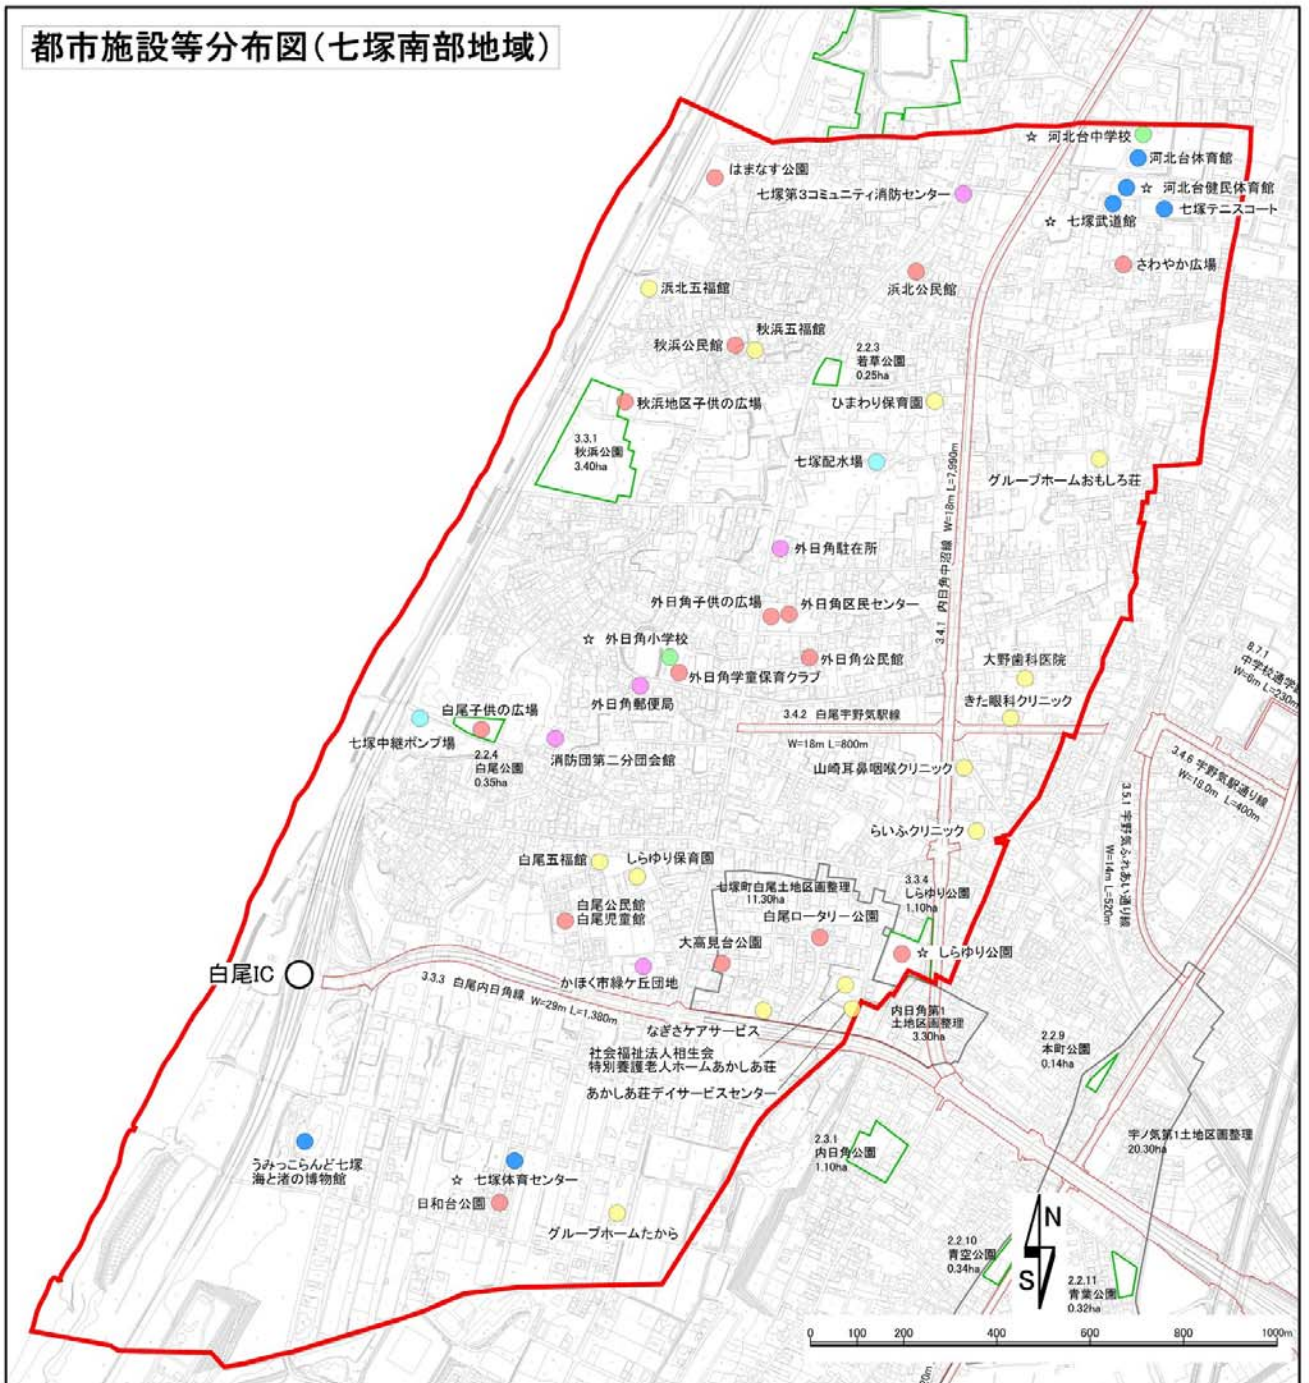 都市施設等分布図(七塚南部地域)
☆ 河北台中学校
河北台体育館
はまなす公園
七塚第3コミュニティ消防センター
☆ 河北台健民体育館
七塚テニスコート
☆ 七塚武道館
さわやか広場
浜北五福館
浜北公民館
秋浜五福館
秋浜公民館
2.2.3
若草公園
0.25ha
秋浜地区子供の広場
ひまわり保育園
3.3.1
秋浜公園
3.40ha
七塚配水場
グループホームおもしろ荘
3.4.1 内日角中沼線 W=18m L=7,990m
外日角駐在所
外日角子供の広場
外日角区民センター
☆ 外日角小学校
外日角公民館
外日角学童保育クラブ
大野歯科医院
8.7.1
W=6m L=230m
外日角郵便局
きた眼科クリニック
白尾子供の広場
3.4.2 白尾宇野気駅線
W=18m L=800m
七塚中継ポンプ場
2.2.4
白尾公園
0.35ha
消防団第二分団会館
山崎耳鼻咽喉クリニック
3.4.6 宇野気駅通り線
W=18.0m L=400m
3.5.1 宇野気ふれあい通り線
W=14m L=520m
らいふクリニック
白尾五福館
しらゆり保育園
七塚町白尾土地区画整理
11.30ha
3.3.4
しらゆり公園
1.10ha
白尾公民館
白尾児童館
白尾ロータリー公園
大高見台公園
☆ しらゆり公園
白尾IC
かほく市緑ケ丘団地
3.3.3 白尾内日角線 W=29m L=1,380m
なぎさケアサービス
内日角第1
土地区画整理
3.30ha
社会福祉法人相生会
特別養護老人ホームあかしあ荘
あかしあ荘デイサービスセンター
2.2.9
本町公園
0.14ha
2.3.1
内日角公園
1.10ha
宇ノ気第1土地区画整理
20.30ha
うみっこらんど七塚
海と渚の博物館
☆ 七塚体育センター
日和台公園
グループホームたから
2.2.10
青空公園
0.34ha
N
S
2.2.11
青葉公園
0.32ha
0 100 200 400 600 800 1000m